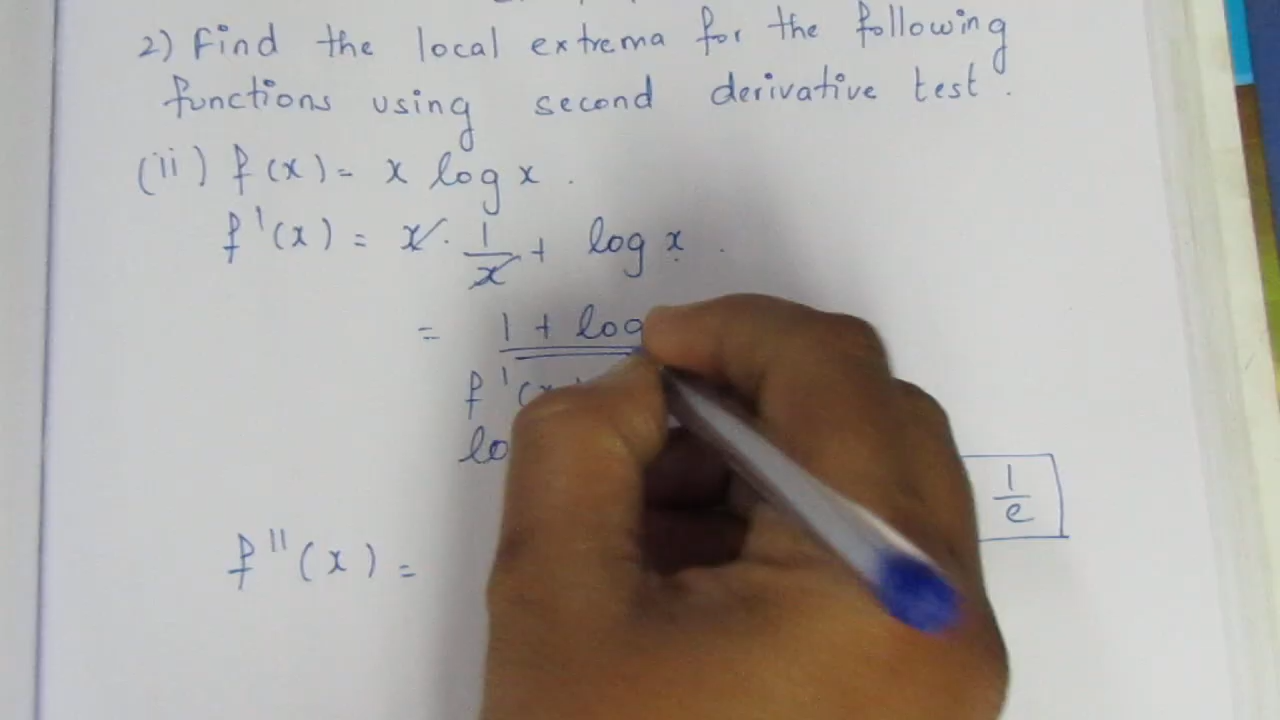 2) Find the local extrema for the following
functions using second derivative test.
(ii) f(x) = x log x.
f'(x) = x · 1/x + log x.
= 1 + log
f'(x
lo
1/e
f''(x) =